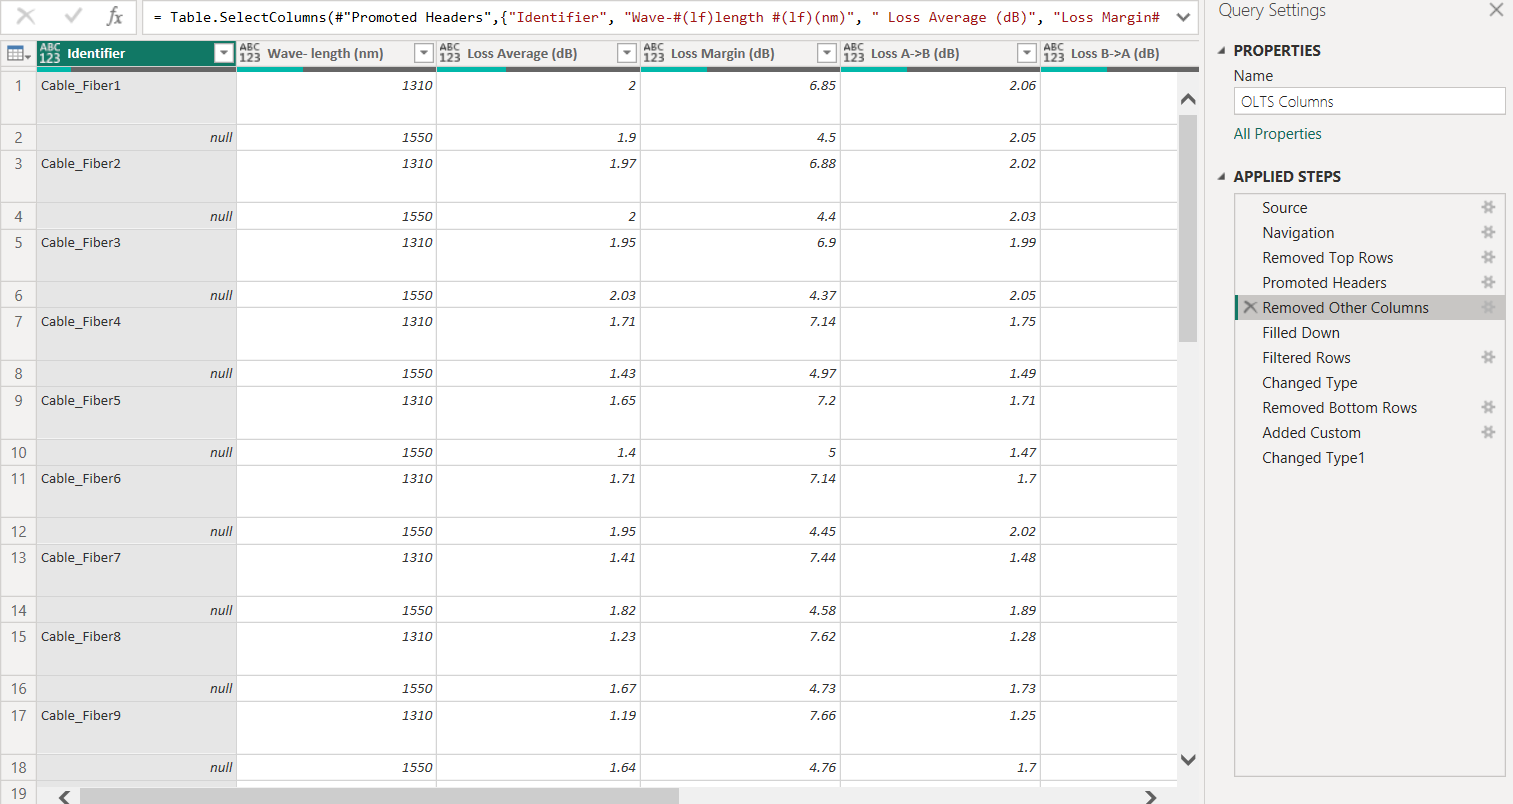 fx
= Table.SelectColumns(#"Promoted Headers",{"Identifier", "Wave-#(lf)length #(lf)(nm)", " Loss Average (dB)", "Loss Margin#
ABC 123 Identifier ABC 123 Wave- length (nm) ABC 123 Loss Average (dB) ABC 123 Loss Margin (dB) ABC 123 Loss A->B (dB) ABC 123 Loss B->A (dB)
1 Cable_Fiber1 1310 2 6.85 2.06
2 null 1550 1.9 4.5 2.05
3 Cable_Fiber2 1310 1.97 6.88 2.02
4 null 1550 2 4.4 2.03
5 Cable_Fiber3 1310 1.95 6.9 1.99
6 null 1550 2.03 4.37 2.05
7 Cable_Fiber4 1310 1.71 7.14 1.75
8 null 1550 1.43 4.97 1.49
9 Cable_Fiber5 1310 1.65 7.2 1.71
10 null 1550 1.4 5 1.47
11 Cable_Fiber6 1310 1.71 7.14 1.7
12 null 1550 1.95 4.45 2.02
13 Cable_Fiber7 1310 1.41 7.44 1.48
14 null 1550 1.82 4.58 1.89
15 Cable_Fiber8 1310 1.23 7.62 1.28
16 null 1550 1.67 4.73 1.73
17 Cable_Fiber9 1310 1.19 7.66 1.25
18 null 1550 1.64 4.76 1.7
19
Query Settings
PROPERTIES
Name
OLTS Columns
All Properties
APPLIED STEPS
Source
Navigation
Removed Top Rows
Promoted Headers
Removed Other Columns
Filled Down
Filtered Rows
Changed Type
Removed Bottom Rows
Added Custom
Changed Type1